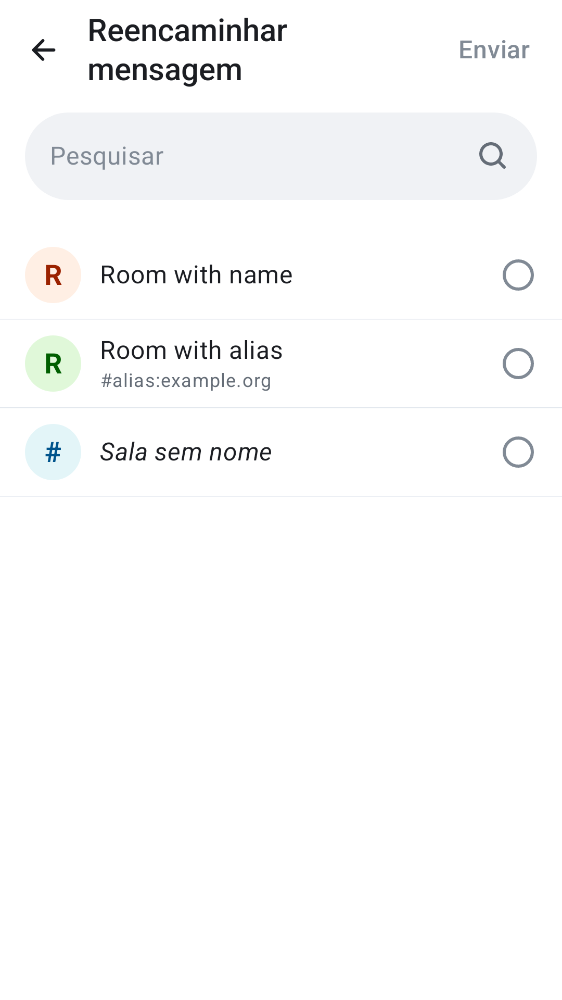 Reencaminhar
mensagem
Enviar
Pesquisar
R
Room with name
R
Room with alias
#alias:example.org
#
Sala sem nome